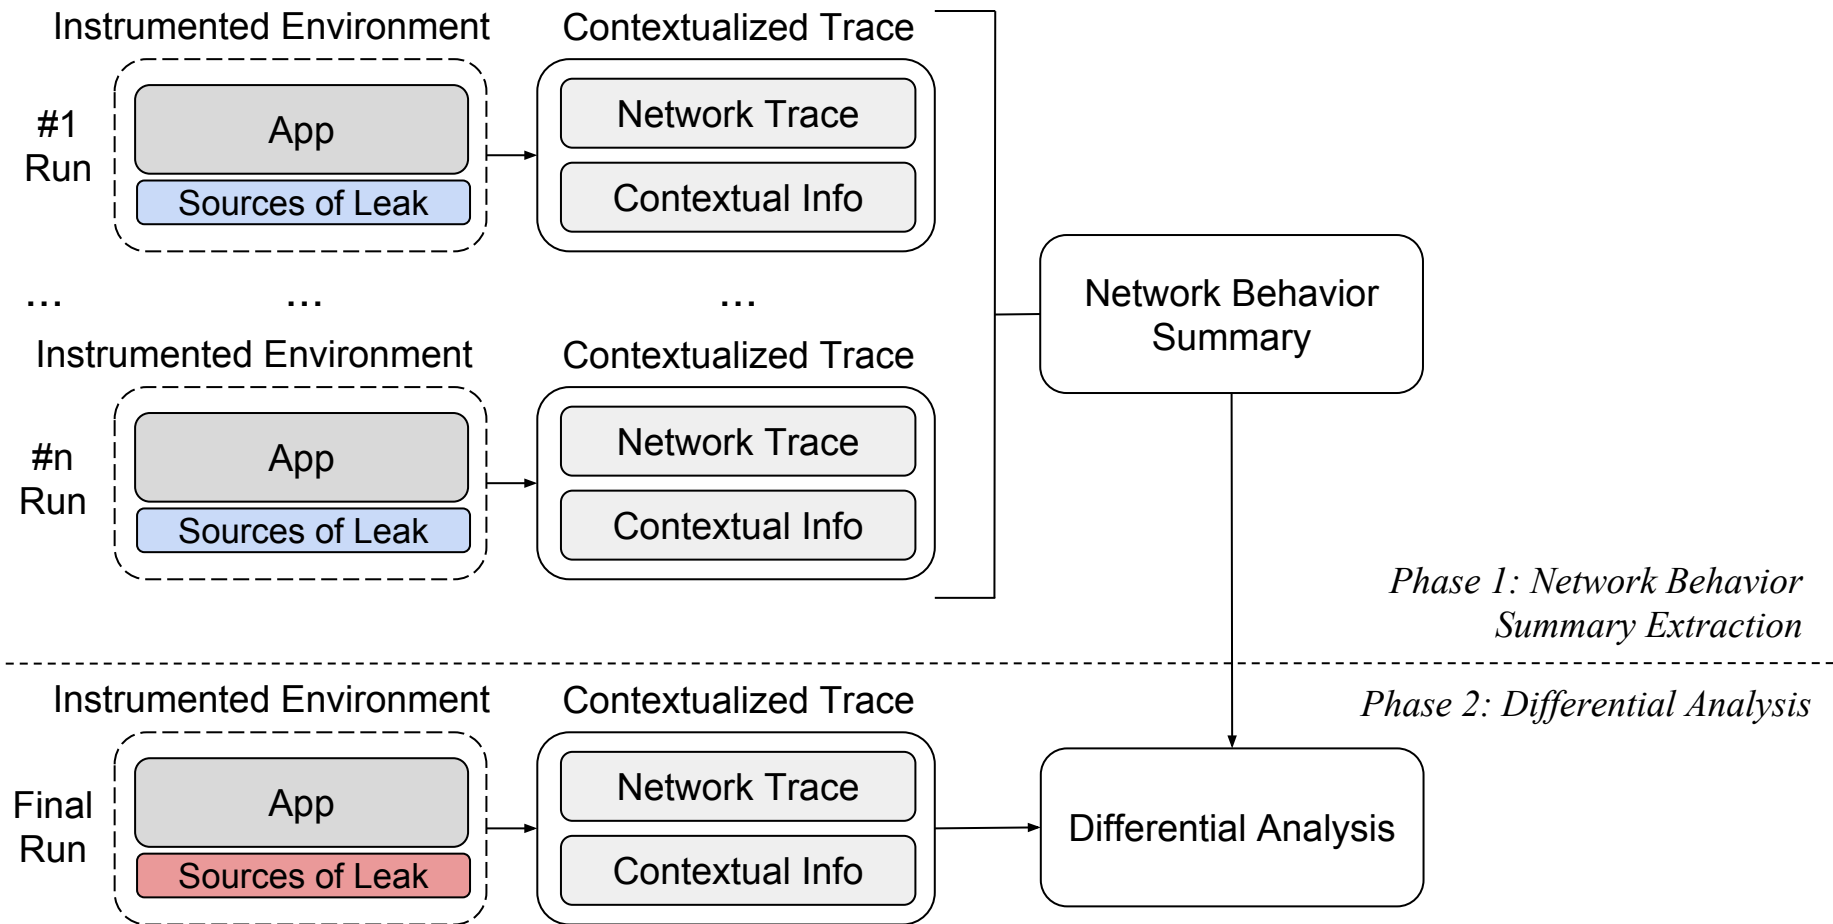 Instrumented Environment
Contextualized Trace
#1
Run
App
Sources of Leak
Network Trace
Contextual Info
Network Behavior
Summary
...
...
...
Instrumented Environment
Contextualized Trace
#n
Run
App
Sources of Leak
Network Trace
Contextual Info
Phase 1: Network Behavior
Summary Extraction
Instrumented Environment
Contextualized Trace
Phase 2: Differential Analysis
Final
Run
App
Sources of Leak
Network Trace
Contextual Info
Differential Analysis